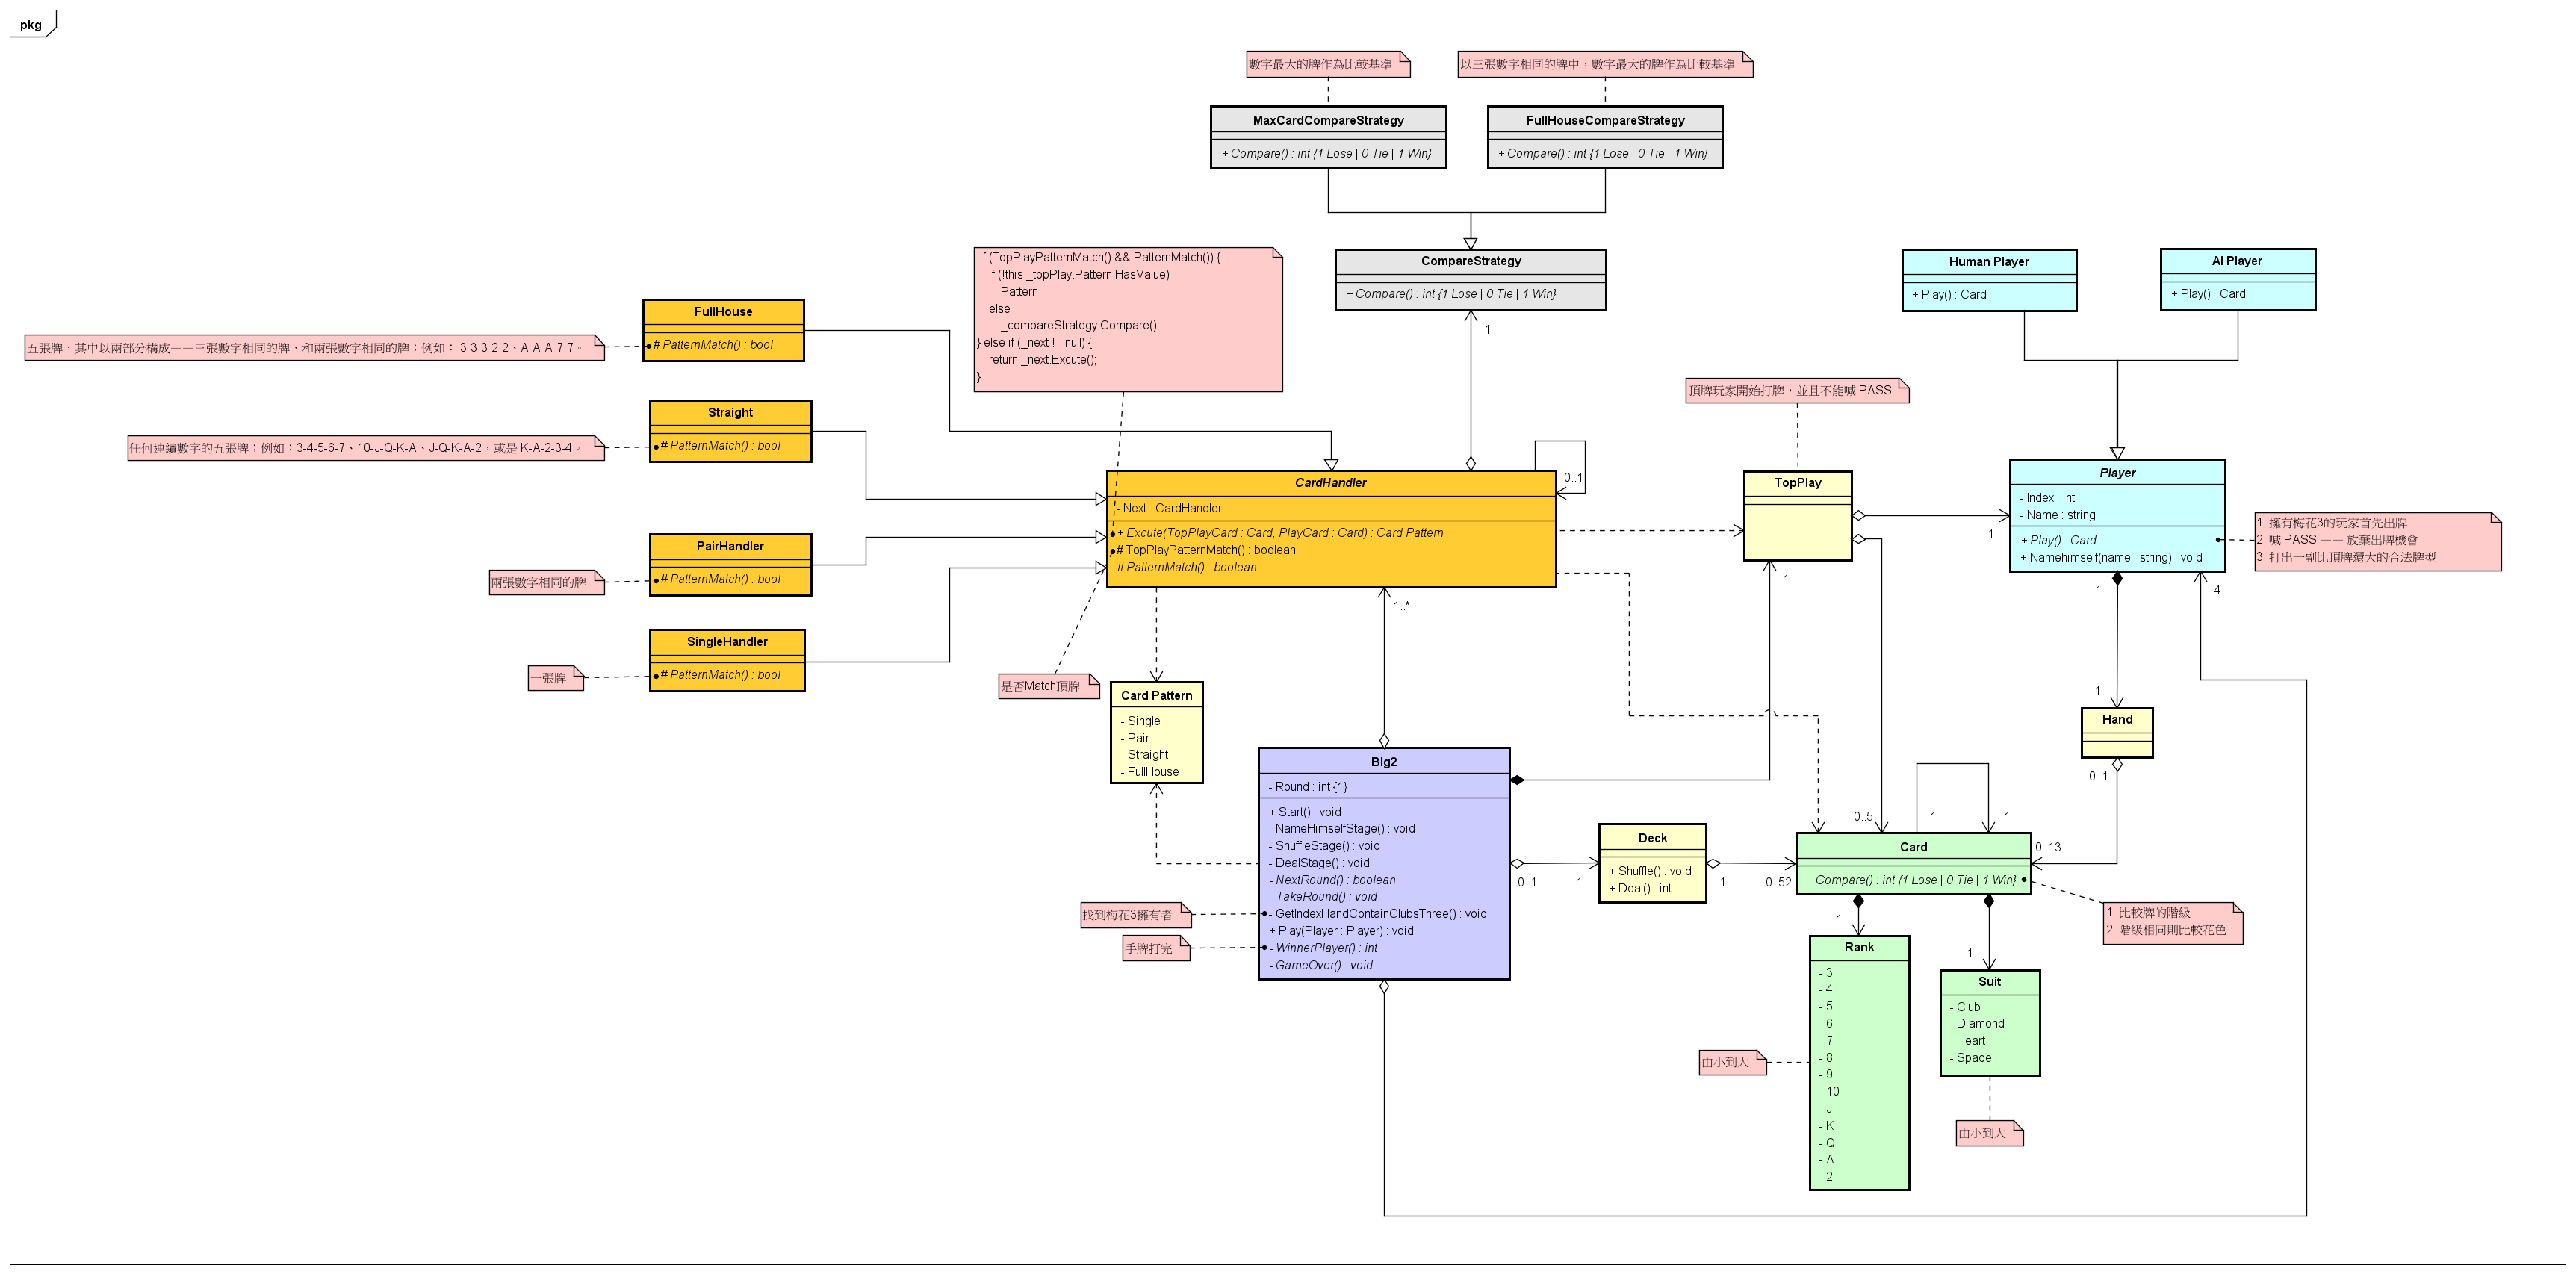 pkg
數字最大的牌作為比較基準
以三張數字相同的牌中，數字最大的牌作為比較基準
MaxCardCompareStrategy
+ Compare() : int {1 Lose | 0 Tie | 1 Win}
FullHouseCompareStrategy
+ Compare() : int {1 Lose | 0 Tie | 1 Win}
CompareStrategy
+ Compare() : int {1 Lose | 0 Tie | 1 Win}
1
Human Player
+ Play() : Card
AI Player
+ Play() : Card
if (TopPlayPatternMatch() && PatternMatch()) {
if (!this._topPlay.Pattern.HasValue)
Pattern
else
_compareStrategy.Compare()
} else if (_next != null) {
return _next.Excute();
}
FullHouse
# PatternMatch() : bool
五張牌，其中以兩部分構成——三張數字相同的牌，和兩張數字相同的牌；例如： 3-3-3-2-2、A-A-A-7-7。
Straight
# PatternMatch() : bool
任何連續數字的五張牌；例如：3-4-5-6-7、10-J-Q-K-A、J-Q-K-A-2，或是 K-A-2-3-4。
PairHandler
# PatternMatch() : bool
兩張數字相同的牌
SingleHandler
# PatternMatch() : bool
一張牌
CardHandler
- Next : CardHandler
+ Excute(TopPlayCard : Card, PlayCard : Card) : Card Pattern
# TopPlayPatternMatch() : boolean
# PatternMatch() : boolean
0..1
1..*
是否Match頂牌
頂牌玩家開始打牌，並且不能喊 PASS
TopPlay
1
1
0..5
Player
- Index : int
- Name : string
+ Play() : Card
+ Namehimself(name : string) : void
1. 擁有梅花3的玩家首先出牌
2. 喊 PASS —— 放棄出牌機會
3. 打出一副比頂牌還大的合法牌型
1
4
1
Hand
0..1
0..13
Card Pattern
- Single
- Pair
- Straight
- FullHouse
Big2
- Round : int {1}
+ Start() : void
- NameHimselfStage() : void
- ShuffleStage() : void
- DealStage() : void
- NextRound() : boolean
- TakeRound() : void
- GetIndexHandContainClubsThree() : void
+ Play(Player : Player) : void
- WinnerPlayer() : int
- GameOver() : void
找到梅花3擁有者
手牌打完
0..1
1
Deck
+ Shuffle() : void
+ Deal() : int
1
0..52
Card
+ Compare() : int {1 Lose | 0 Tie | 1 Win}
1
1
1. 比較牌的階級
2. 階級相同則比較花色
1
1
Rank
- 3
- 4
- 5
- 6
- 7
- 8
- 9
- 10
- J
- K
- Q
- A
- 2
由小到大
Suit
- Club
- Diamond
- Heart
- Spade
由小到大